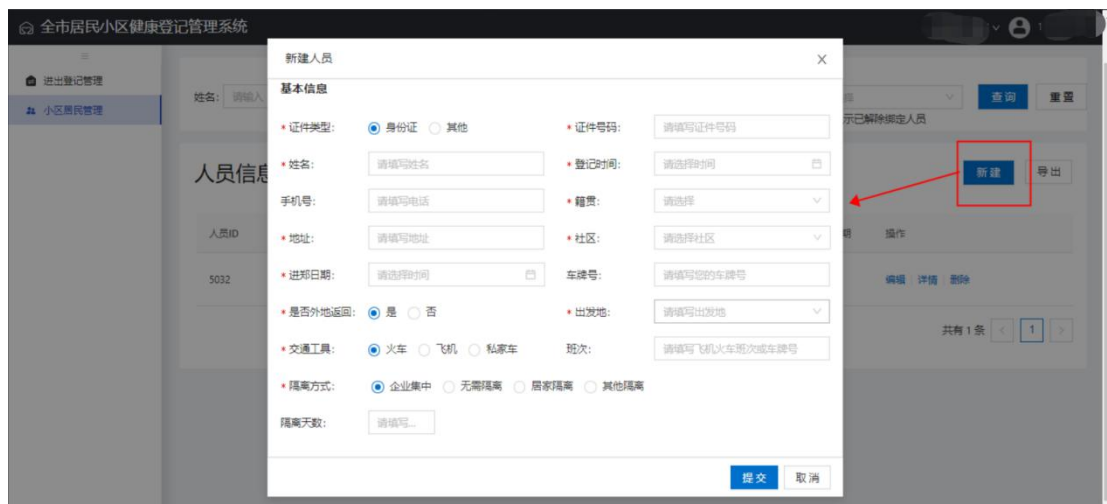 全市居民小区健康登记管理系统
进出登记管理
小区居民管理
姓名: 请输入
查询 重置
示已解除绑定人员
人员信息
新建 导出
人员ID 期 操作
5032 编辑 详情 删除
共有1条 < 1 >
新建人员 X
基本信息
* 证件类型: 身份证 其他 * 证件号码: 请填写证件号码
* 姓名: 请填写姓名 * 登记时间: 请选择时间
手机号: 请填写电话 * 籍贯: 请选择
* 地址: 请填写地址 * 社区: 请选择社区
* 进郑日期: 请选择时间 车牌号: 请填写您的车牌号
* 是否外地返回: 是 否 * 出发地: 请填写出发地
* 交通工具: 火车 飞机 私家车 班次: 请填写飞机火车班次或车牌号
* 隔离方式: 企业集中 无需隔离 居家隔离 其他隔离
隔离天数: 请填写...
提交 取消